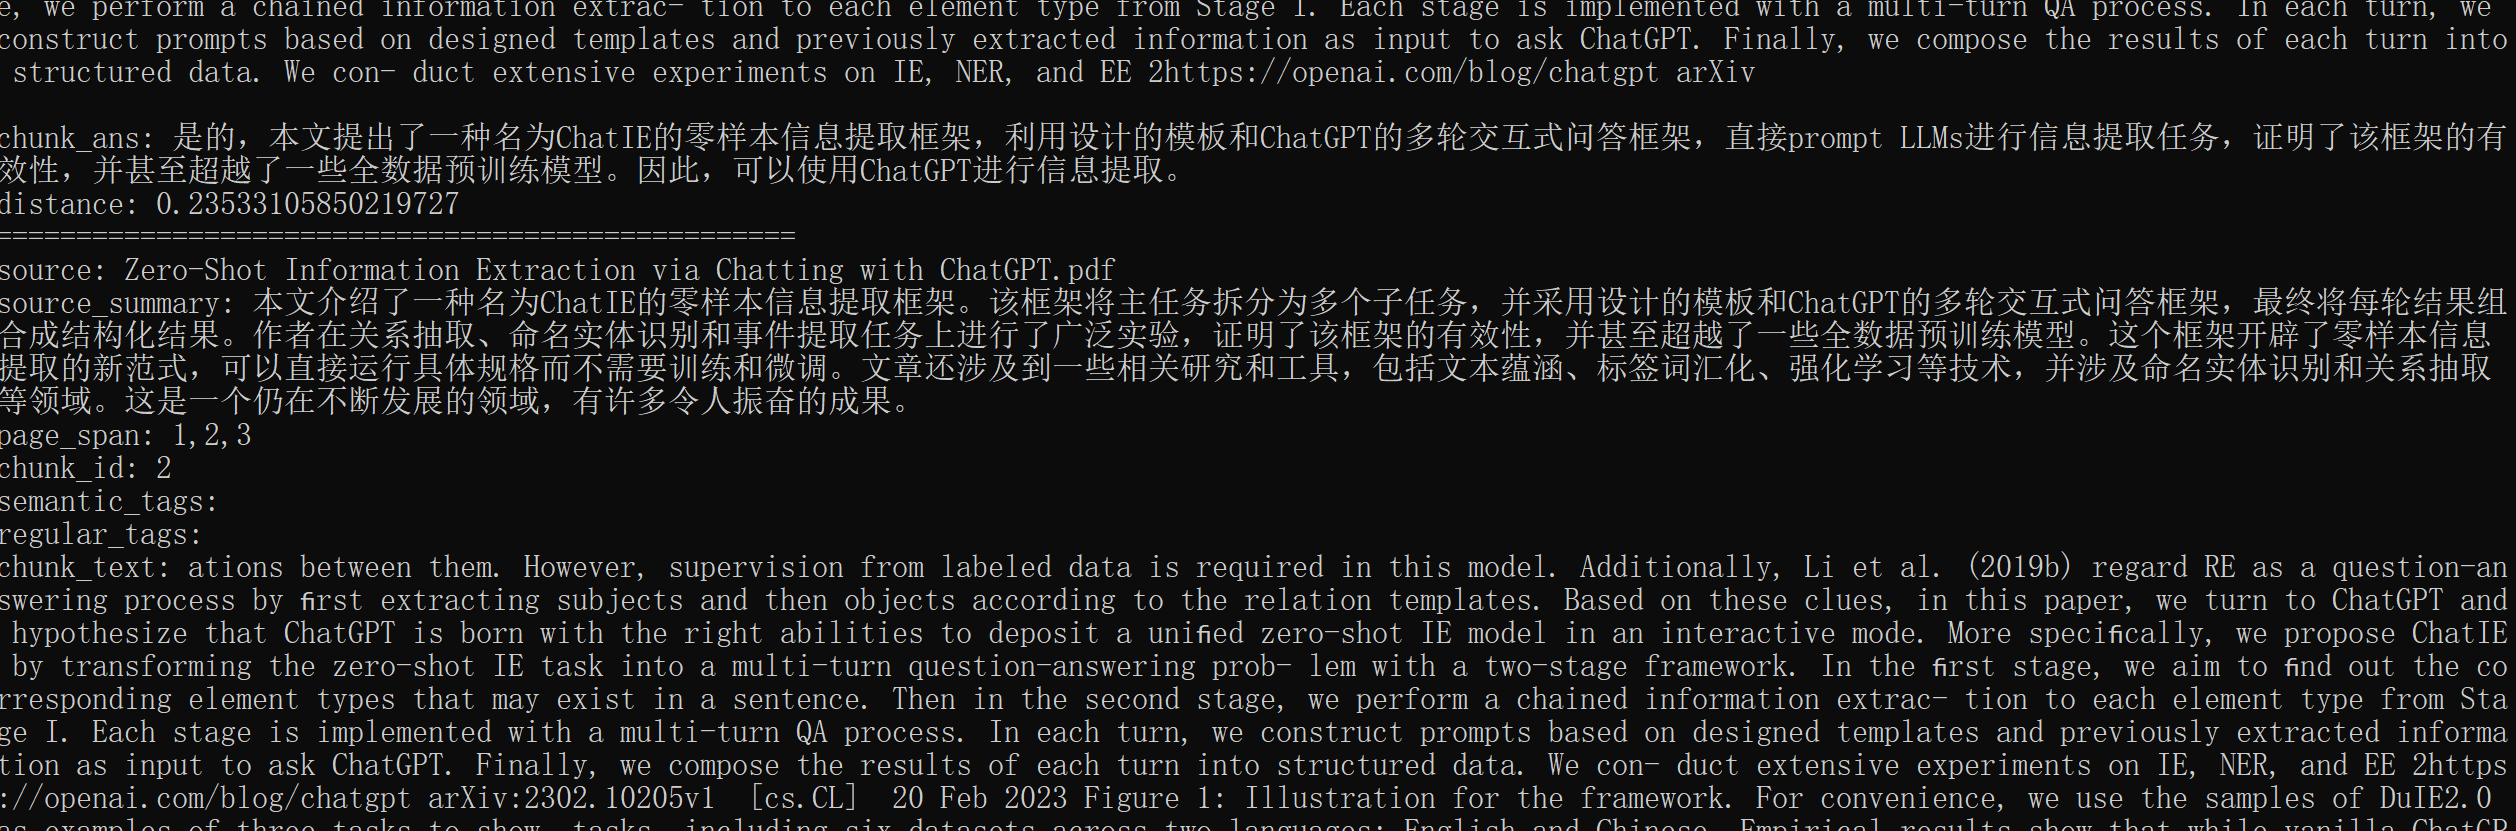 e, we perform a chained information extrac- tion to each element type from Stage I. Each stage is implemented with a multi-turn QA process. In each turn, we
construct prompts based on designed templates and previously extracted information as input to ask ChatGPT. Finally, we compose the results of each turn into
 structured data. We con- duct extensive experiments on IE, NER, and EE 2https://openai.com/blog/chatgpt arXiv
chunk_ans: 是的，本文提出了一种名为ChatIE的零样本信息提取框架，利用设计的模板和ChatGPT的多轮交互式问答框架，直接prompt LLMs进行信息提取任务，证明了该框架的有
效性，并甚至超越了一些全数据预训练模型。因此，可以使用ChatGPT进行信息提取。
distance: 0.23533105850219727
==================================================
source: Zero-Shot Information Extraction via Chatting with ChatGPT.pdf
source_summary: 本文介绍了一种名为ChatIE的零样本信息提取框架。该框架将主任务拆分为多个子任务，并采用设计的模板和ChatGPT的多轮交互式问答框架，最终将每轮结果组
合成结构化结果。作者在关系抽取、命名实体识别和事件提取任务上进行了广泛实验，证明了该框架的有效性，并甚至超越了一些全数据预训练模型。这个框架开辟了零样本信息
提取的新范式，可以直接运行具体规格而不需要训练和微调。文章还涉及到一些相关研究和工具，包括文本蕴涵、标签词汇化、强化学习等技术，并涉及命名实体识别和关系抽取
等领域。这是一个仍在不断发展的领域，有许多令人振奋的成果。
page_span: 1,2,3
chunk_id: 2
semantic_tags:
regular_tags:
chunk_text: ations between them. However, supervision from labeled data is required in this model. Additionally, Li et al. (2019b) regard RE as a question-an
swering process by ﬁrst extracting subjects and then objects according to the relation templates. Based on these clues, in this paper, we turn to ChatGPT and
 hypothesize that ChatGPT is born with the right abilities to deposit a uniﬁed zero-shot IE model in an interactive mode. More speciﬁcally, we propose ChatIE
 by transforming the zero-shot IE task into a multi-turn question-answering prob- lem with a two-stage framework. In the ﬁrst stage, we aim to ﬁnd out the co
rresponding element types that may exist in a sentence. Then in the second stage, we perform a chained information extrac- tion to each element type from Sta
ge I. Each stage is implemented with a multi-turn QA process. In each turn, we construct prompts based on designed templates and previously extracted informa
tion as input to ask ChatGPT. Finally, we compose the results of each turn into structured data. We con- duct extensive experiments on IE, NER, and EE 2https
://openai.com/blog/chatgpt arXiv:2302.10205v1  [cs.CL]  20 Feb 2023 Figure 1: Illustration for the framework. For convenience, we use the samples of DuIE2.0
as examples of three tasks to show. tasks, including six datasets across two languages: English and Chinese. Empirical results show that while vanilla ChatGP